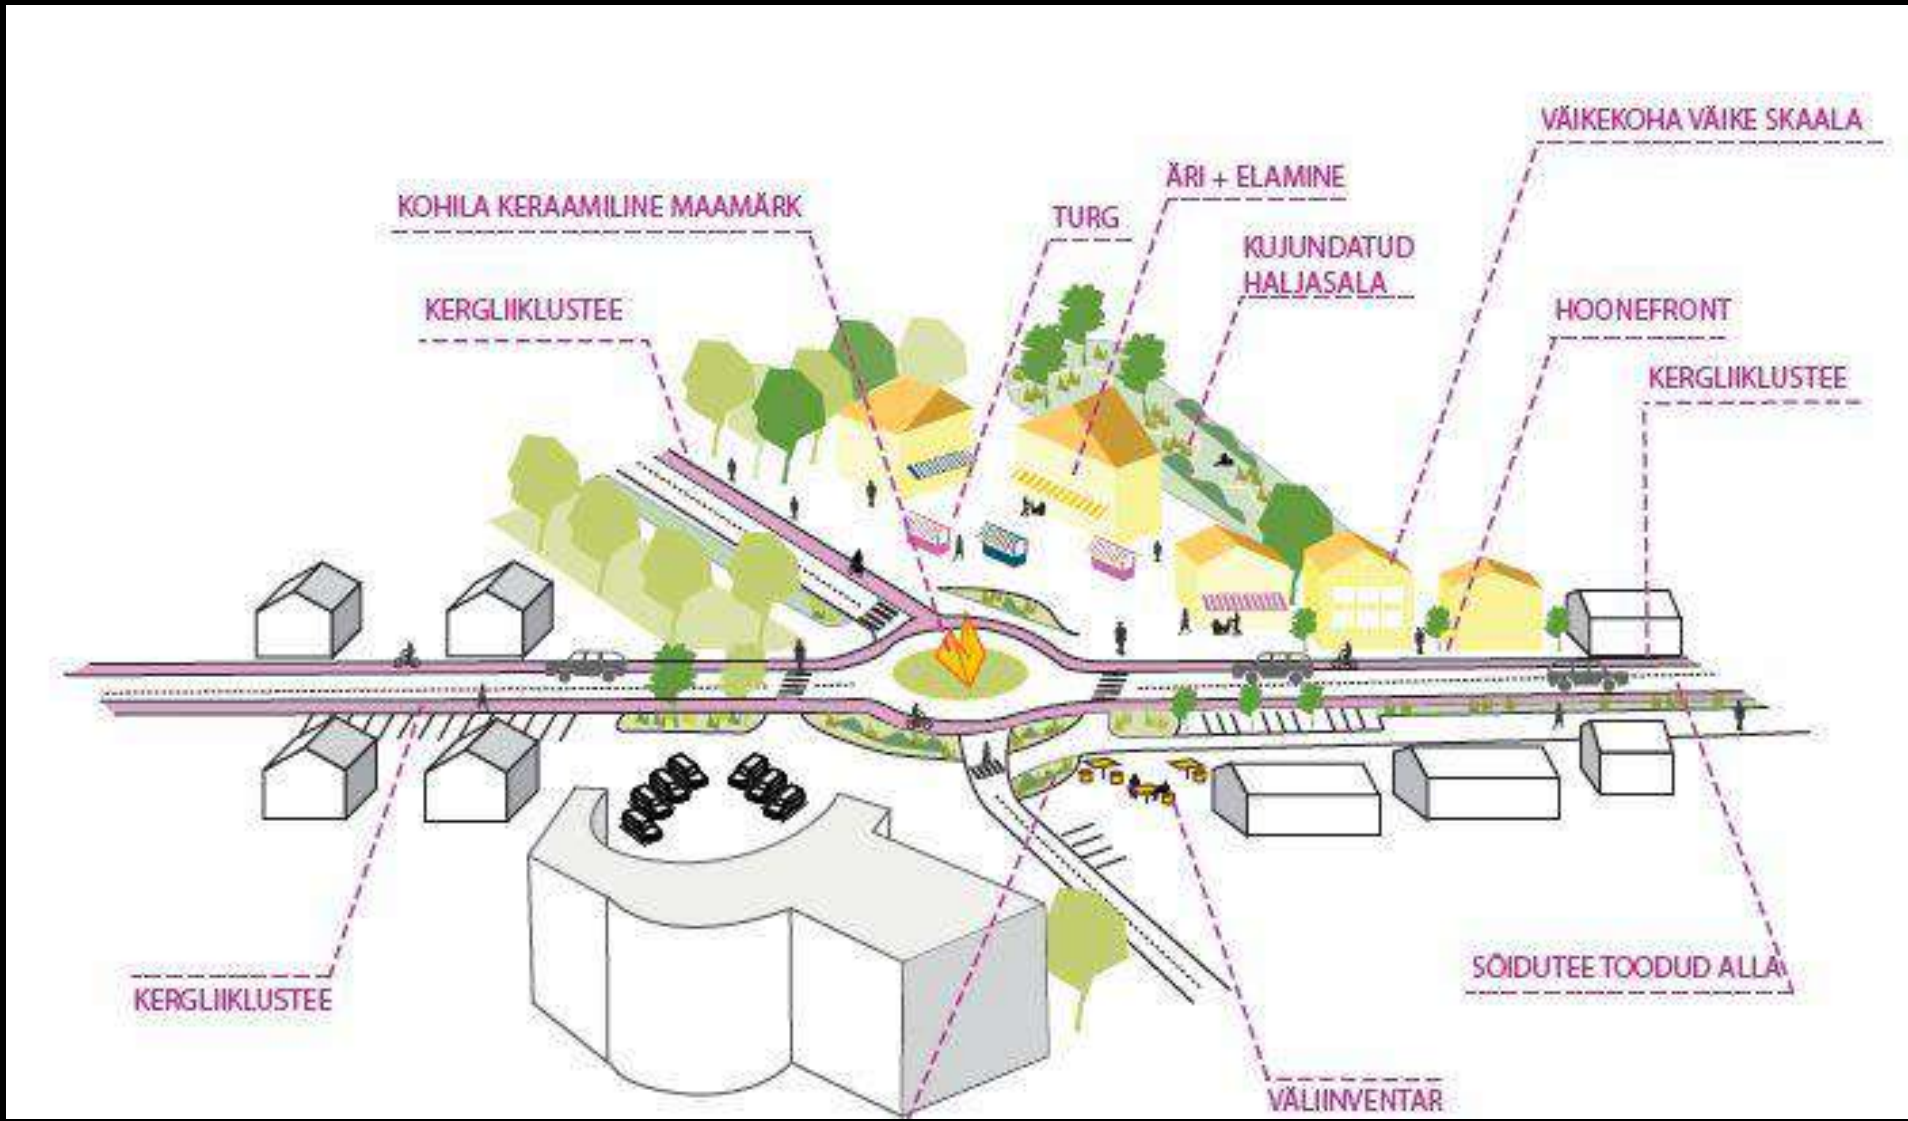 VÄIKEKOHA VÄIKE SKAALA
ÄRI + ELAMINE
KOHILA KERAAMILINE MAAMÄRK
TURG
KUJUNDATUD
HALJASALA
KERGLIIKLUSTEE
HOONEFRONT
KERGLIIKLUSTEE
SÕIDUTEE TOODUD ALLA
KERGLIIKLUSTEE
VÄLIINVENTAR